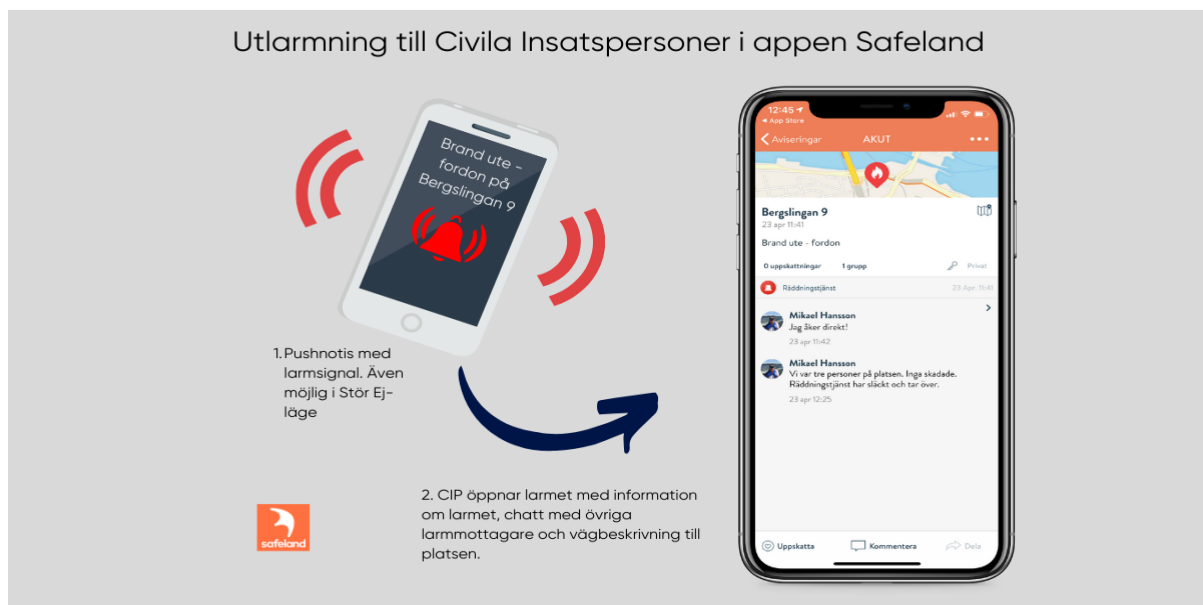 Utlarmning till Civila Insatspersoner i appen Safeland
Brand ute -
fordon på
Bergslingan 9
1. Pushnotis med
larmsignal. Även
möjlig i Stör Ej-
läge
2. CIP öppnar larmet med information
om larmet, chatt med övriga
larmmottagare och vägbeskrivning till
platsen.
safeland
12:45
App Store
Aviseringar AKUT
Bergslingan 9
23 apr 11:41
Brand ute - fordon
0 uppskattningar 1 grupp Privat
Räddningstjänst 23 Apr. 11:41
Mikael Hansson
Jag åker direkt!
23 apr 11:42
Mikael Hansson
Vi var tre personer på platsen. Inga skadade.
Räddningstjänst har släckt och tar över.
23 apr 12:25
Uppskatta Kommentera Dela